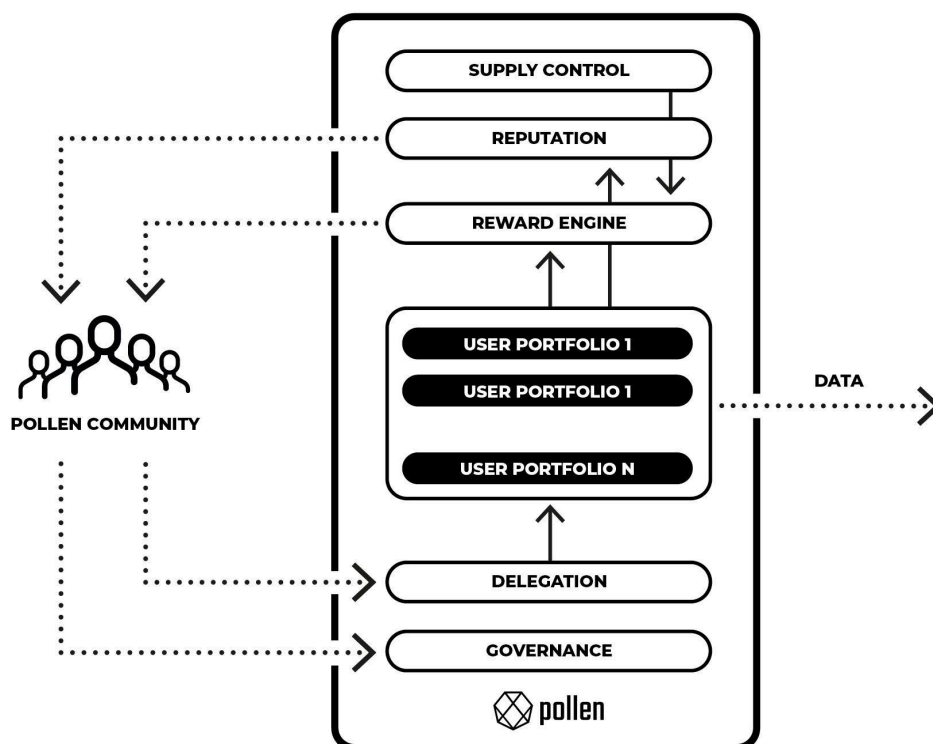 SUPPLY CONTROL
REPUTATION
REWARD ENGINE
USER PORTFOLIO 1
USER PORTFOLIO 1
DATA
POLLEN COMMUNITY
USER PORTFOLIO N
DELEGATION
GOVERNANCE
pollen